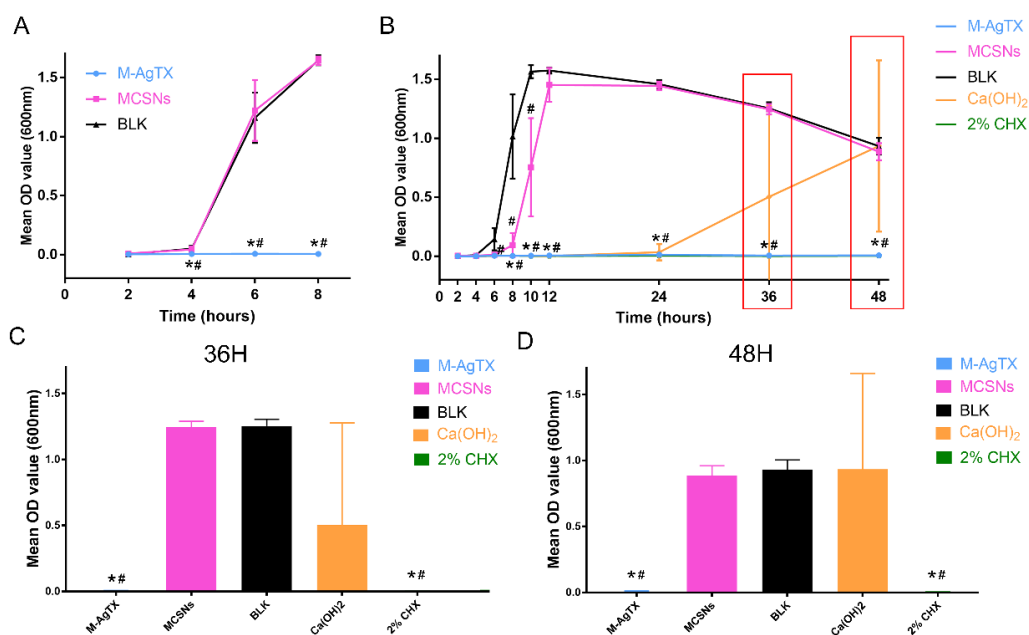 A
M-AgTX
MCSNs
BLK
Mean OD value (600nm)
1.5
1.0
0.5
0.0
*#
*#
*#
0
2
4
6
8
Time (hours)
B
M-AgTX
MCSNs
BLK
Ca(OH)2
2% CHX
Mean OD value (600nm)
1.5
1.0
0.5
0.0
#
#
#
*#
*#
*#
*#
*#
*#
0 2 4 6 8 10 12 24 36 48
Time (hours)
C
36H
M-AgTX
MCSNs
BLK
Ca(OH)2
2% CHX
Mean OD value (600nm)
1.5
1.0
0.5
0.0
*#
*#
M-AgTX MCSNs BLK Ca(OH)2 2% CHX
D
48H
M-AgTX
MCSNs
BLK
Ca(OH)2
2% CHX
Mean OD value (600nm)
1.5
1.0
0.5
0.0
*#
*#
M-AgTX MCSNs BLK Ca(OH)2 2% CHX